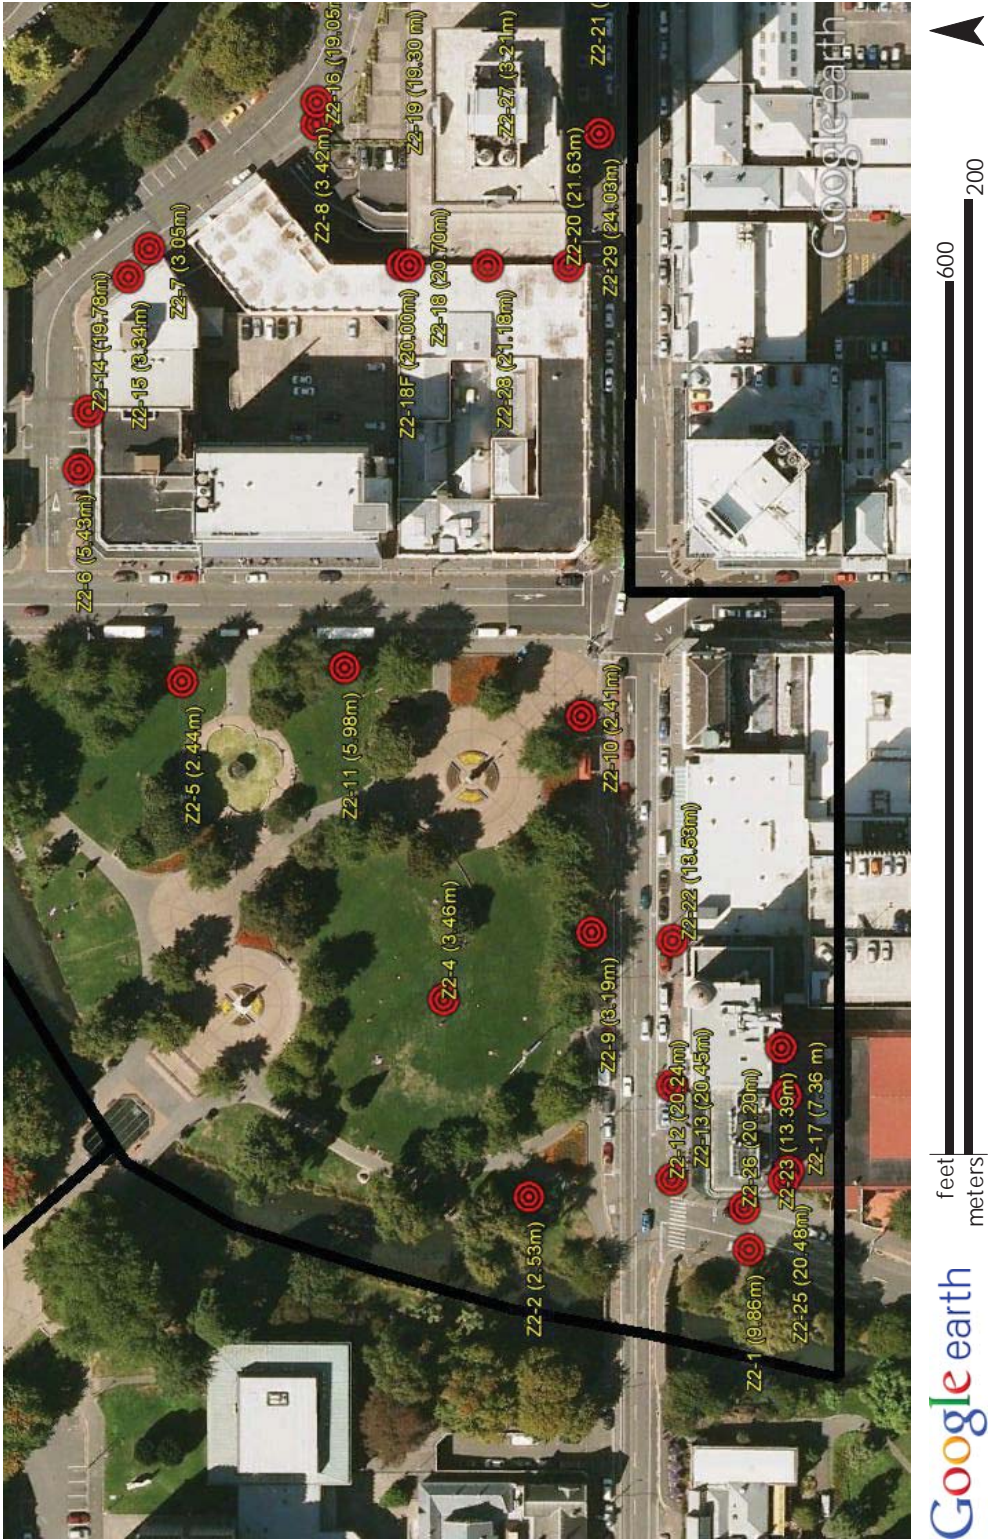 Z2-16 (19.05m
Z2-19 (19.30 m)
Z2-27 (3.21m)
Z2-21 (
Google earth
Z2-8 (3.42m)
Z2-20 (21.63m)
Z2-29 (24.03m)
Z2-7 (3.05m)
Z2-18 (20.70m)
Z2-14 (19.78m)
Z2-15 (3.34m)
Z2-18F (20.00m)
Z2-28 (21.18m)
Z2-6 (5.43m)
Z2-5 (2.44m)
Z2-11 (5.98m)
Z2-10 (2.41m)
Z2-4 (3.46m)
Z2-22 (13.53m)
Z2-9 (3.19m)
Z2-12 (20.24m)
Z2-13 (20.45m)
Z2-26 (20.20m)
Z2-23 (13.39m)
Z2-17 (7.36 m)
Z2-2 (2.53m)
Z2-1 (9.86m)
Z2-25 (20.48m)
Google earth
feet 600
meters 200